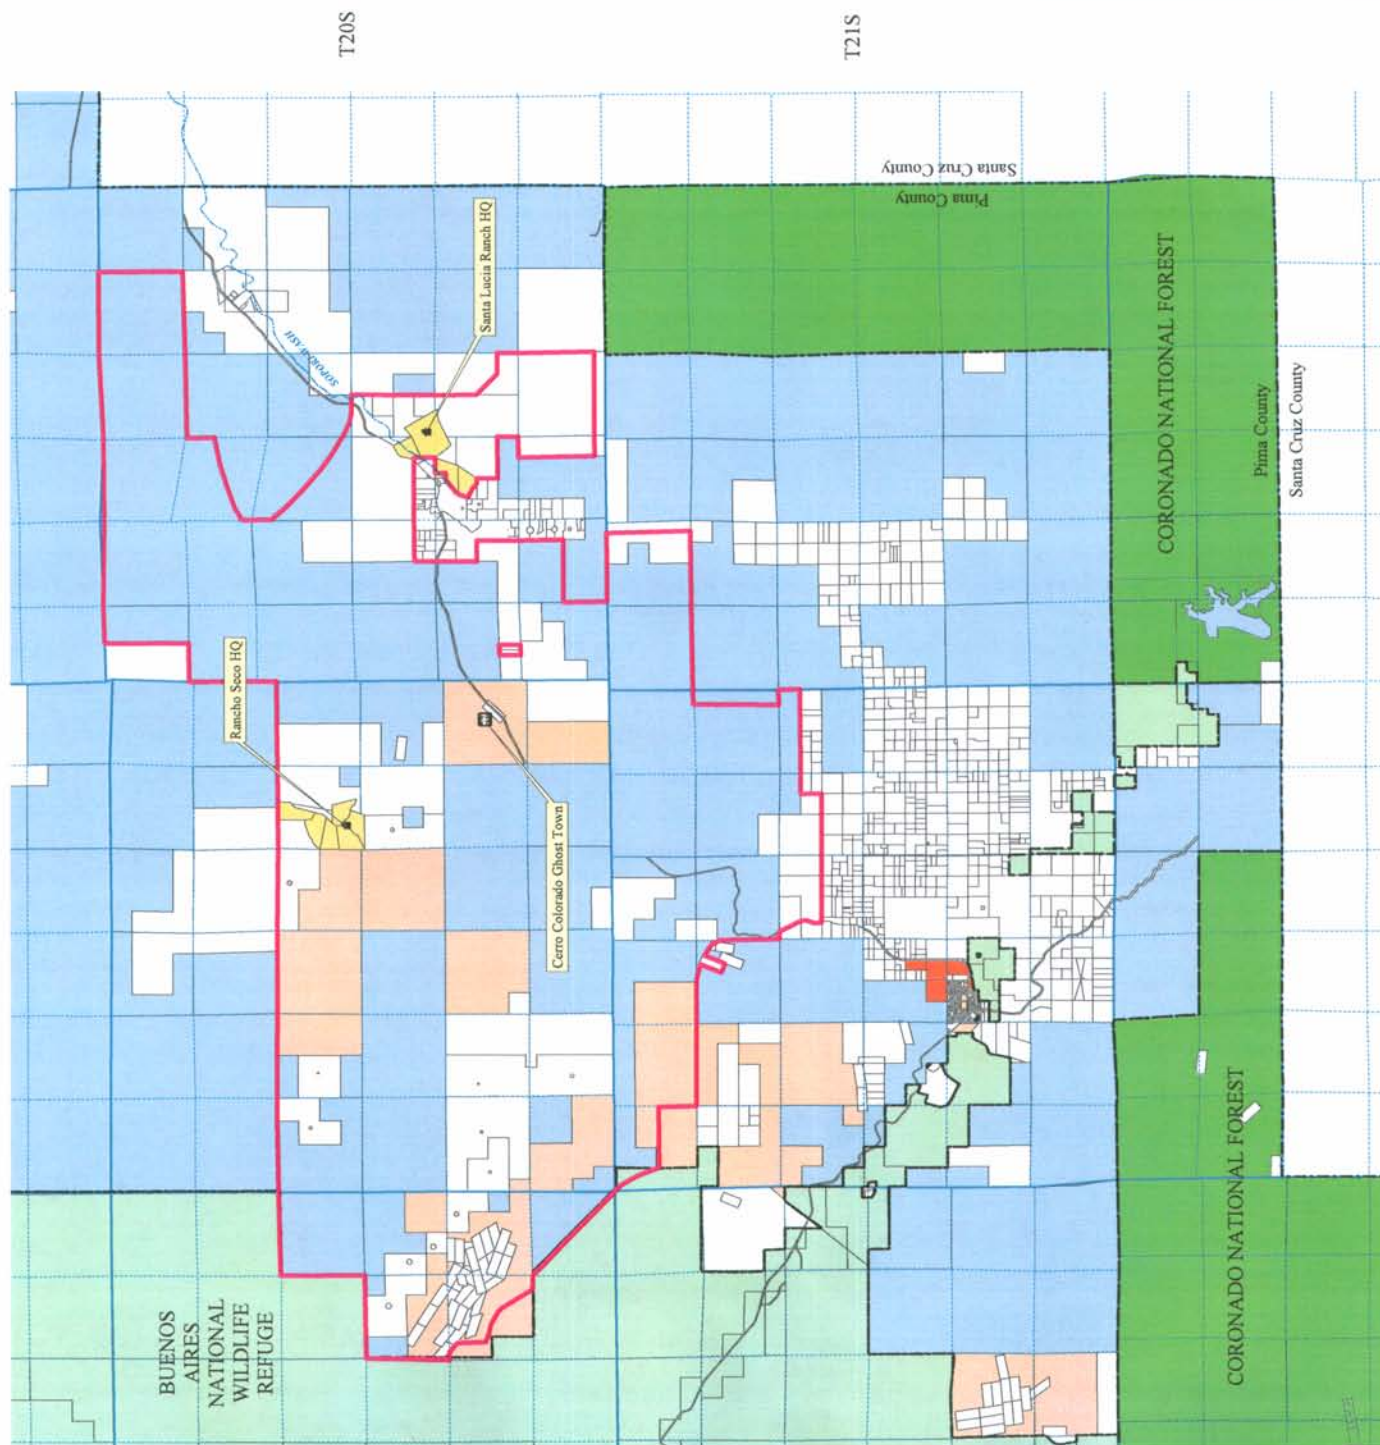 T20S
T21S
Santa Cruz County
Pima County
Santa Lucia Ranch HQ
SOPORI WASH
CORONADO NATIONAL FOREST
Pima County
Santa Cruz County
Rancho Seco HQ
Cerro Colorado Ghost Town
BUENOS
AIRES
NATIONAL
WILDLIFE
REFUGE
CORONADO NATIONAL FOREST